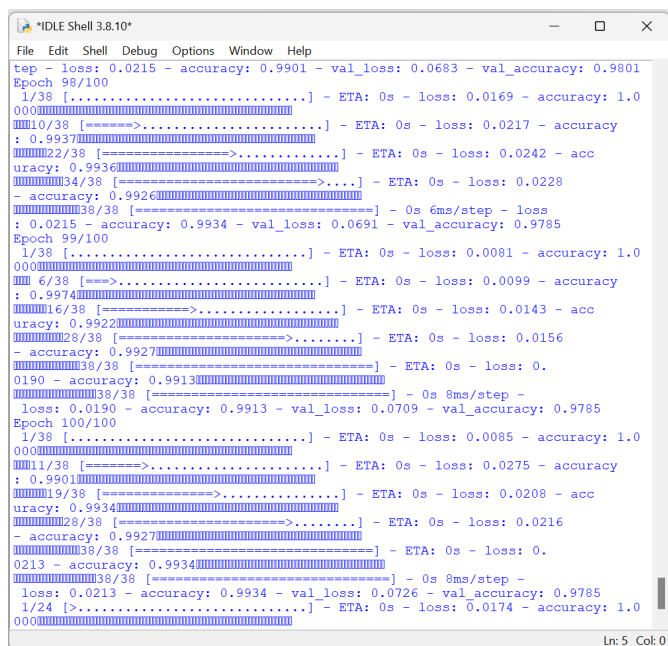 *IDLE Shell 3.8.10*
File Edit Shell Debug Options Window Help
tep - loss: 0.0215 - accuracy: 0.9901 - val_loss: 0.0683 - val_accuracy: 0.9801
Epoch 98/100
1/38 [..............................] - ETA: 0s - loss: 0.0169 - accuracy: 1.0
000
10/38 [======>.......................] - ETA: 0s - loss: 0.0217 - accuracy
: 0.9937
22/38 [================>.............] - ETA: 0s - loss: 0.0242 - acc
uracy: 0.9936
34/38 [=========================>....] - ETA: 0s - loss: 0.0228
- accuracy: 0.9926
38/38 [==============================] - 0s 6ms/step - loss
: 0.0215 - accuracy: 0.9934 - val_loss: 0.0691 - val_accuracy: 0.9785
Epoch 99/100
1/38 [..............................] - ETA: 0s - loss: 0.0081 - accuracy: 1.0
000
6/38 [===>..........................] - ETA: 0s - loss: 0.0099 - accuracy
: 0.9974
16/38 [===========>..................] - ETA: 0s - loss: 0.0143 - acc
uracy: 0.9922
28/38 [=====================>........] - ETA: 0s - loss: 0.0156
- accuracy: 0.9927
38/38 [==============================] - ETA: 0s - loss: 0.
0190 - accuracy: 0.9913
38/38 [==============================] - 0s 8ms/step -
loss: 0.0190 - accuracy: 0.9913 - val_loss: 0.0709 - val_accuracy: 0.9785
Epoch 100/100
1/38 [..............................] - ETA: 0s - loss: 0.0085 - accuracy: 1.0
000
11/38 [=======>......................] - ETA: 0s - loss: 0.0275 - accuracy
: 0.9901
19/38 [==============>...............] - ETA: 0s - loss: 0.0208 - acc
uracy: 0.9934
28/38 [=====================>........] - ETA: 0s - loss: 0.0216
- accuracy: 0.9927
38/38 [==============================] - ETA: 0s - loss: 0.
0213 - accuracy: 0.9934
38/38 [==============================] - 0s 8ms/step -
loss: 0.0213 - accuracy: 0.9934 - val_loss: 0.0726 - val_accuracy: 0.9785
1/24 [>.............................] - ETA: 0s - loss: 0.0174 - accuracy: 1.0
000
Ln: 5 Col: 0